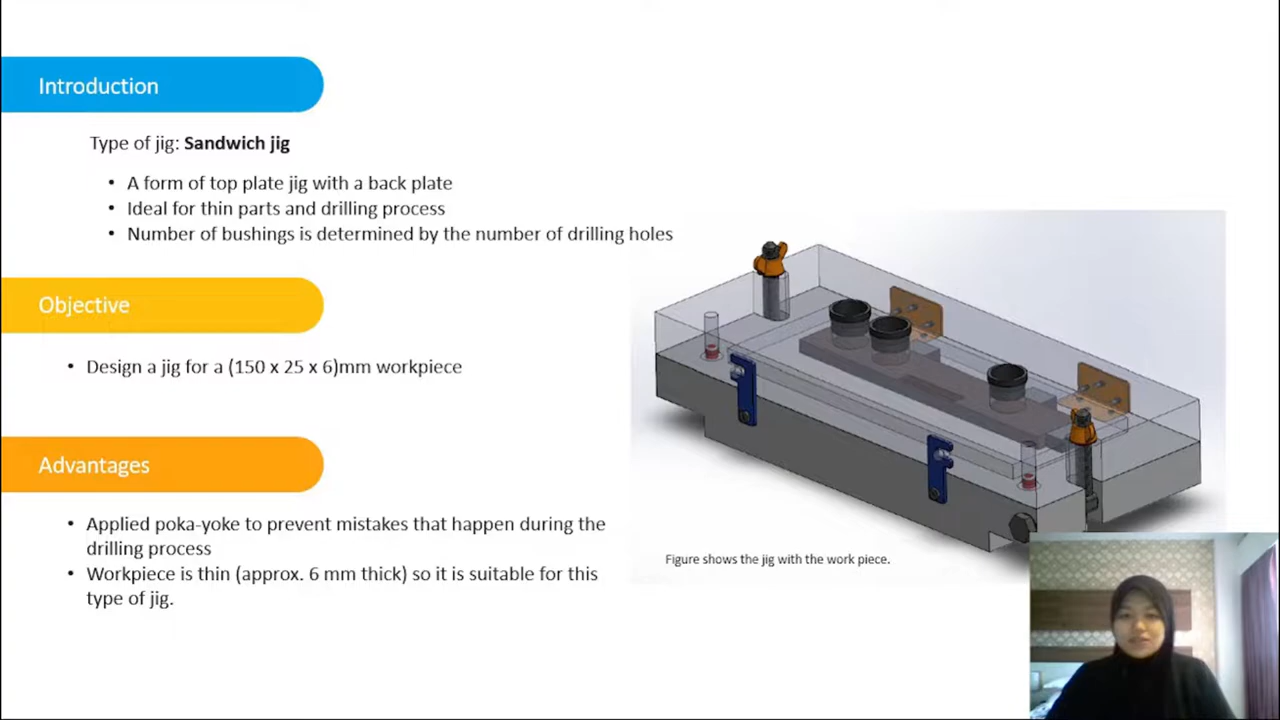 Introduction
Type of jig: Sandwich jig
• A form of top plate jig with a back plate
• Ideal for thin parts and drilling process
• Number of bushings is determined by the number of drilling holes
Objective
• Design a jig for a (150 x 25 x 6)mm workpiece
Advantages
• Applied poka-yoke to prevent mistakes that happen during the
drilling process
• Workpiece is thin (approx. 6 mm thick) so it is suitable for this
type of jig.
Figure shows the jig with the work piece.